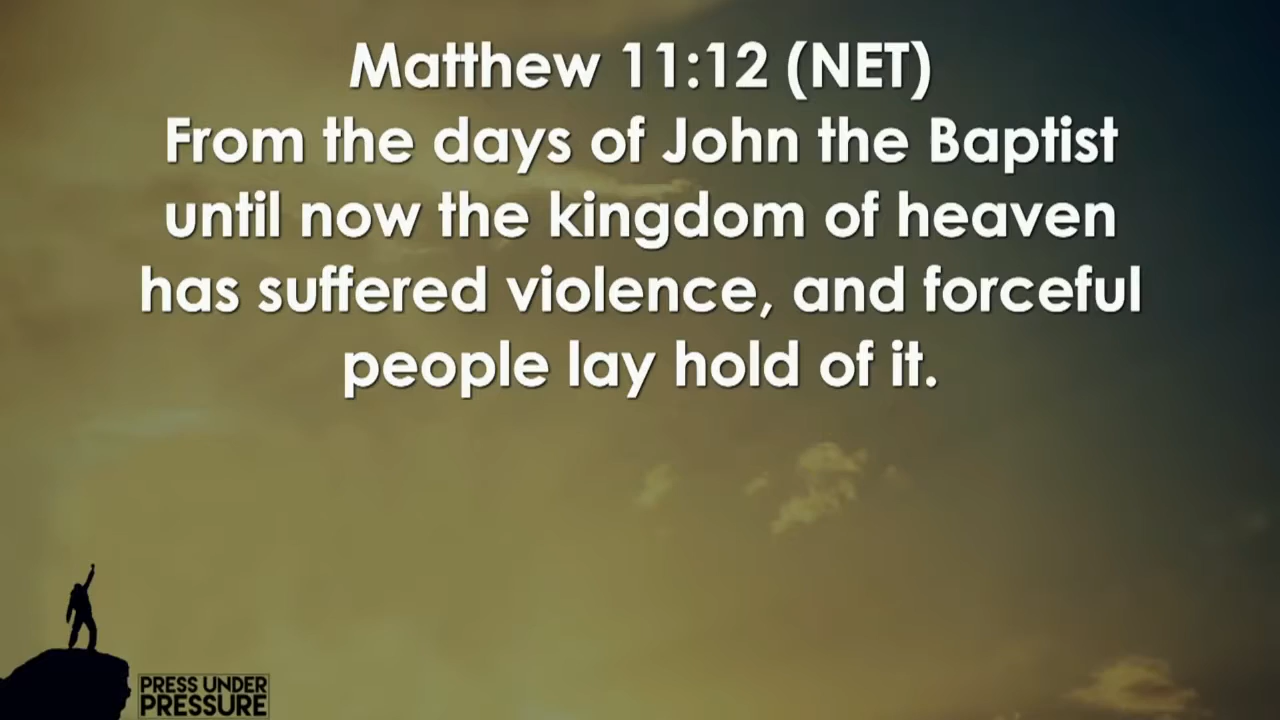 Matthew 11:12 (NET)
From the days of John the Baptist
until now the kingdom of heaven
has suffered violence, and forceful
people lay hold of it.
PRESS UNDER
PRESSURE